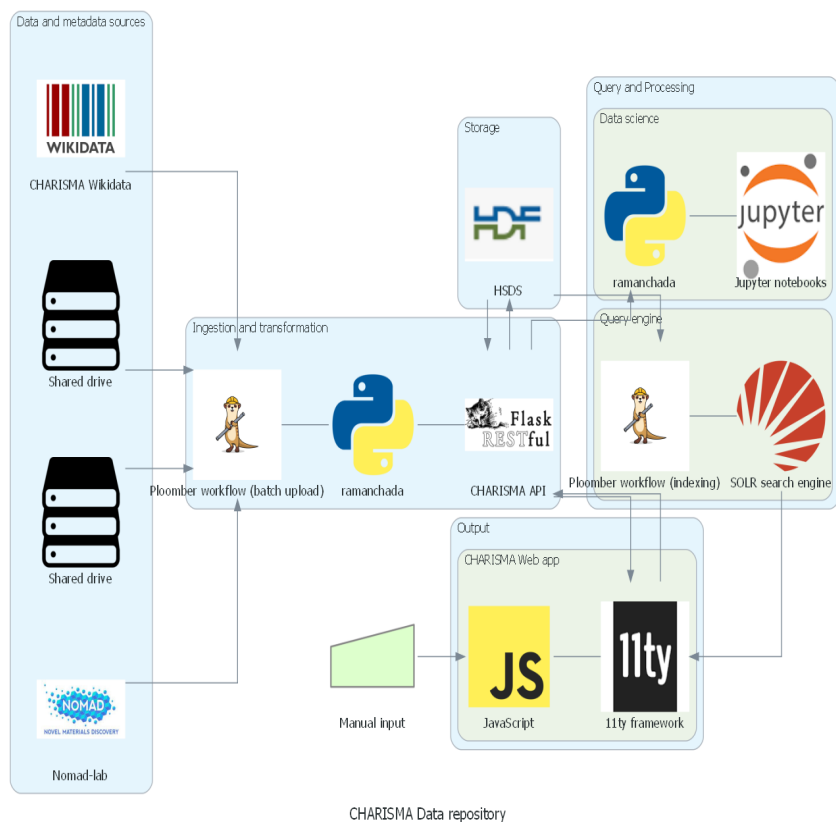 Data and metadata sources
WIKIDATA
CHARISMA Wikidata
Shared drive
Shared drive
NOMAD
NOVEL MATERIALS DISCOVERY
Nomad-lab
Ingestion and transformation
Ploomber workflow (batch upload)
ramanchada
Flask
RESTful
CHARISMA API
Storage
HDF
HSDS
Query and Processing
Data science
ramanchada
jupyter
Jupyter notebooks
Query engine
Ploomber workflow (indexing)
SOLR search engine
Output
CHARISMA Web app
Manual input
JS
JavaScript
11ty
11ty framework
CHARISMA Data repository